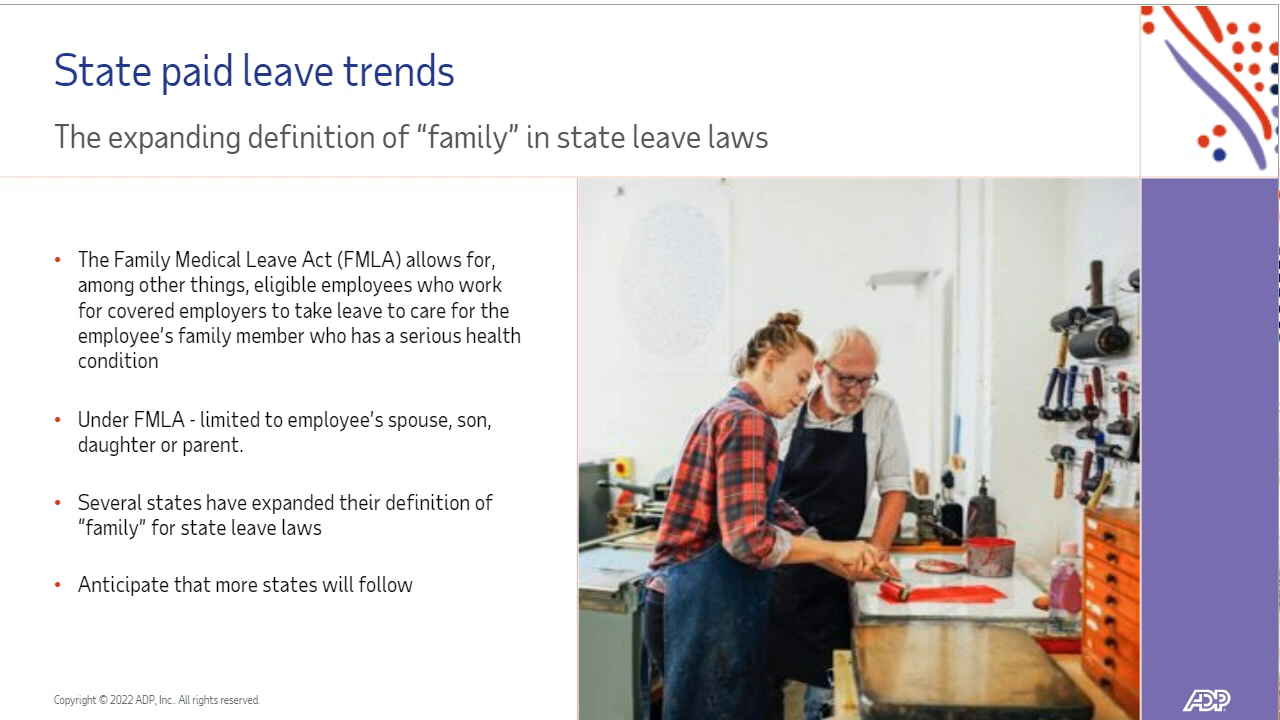 State paid leave trends
The expanding definition of “family” in state leave laws
• The Family Medical Leave Act (FMLA) allows for,
among other things, eligible employees who work
for covered employers to take leave to care for the
employee’s family member who has a serious health
condition
• Under FMLA - limited to employee’s spouse, son,
daughter or parent.
• Several states have expanded their definition of
“family” for state leave laws
• Anticipate that more states will follow
Copyright © 2022 ADP, Inc. All rights reserved.
ADP